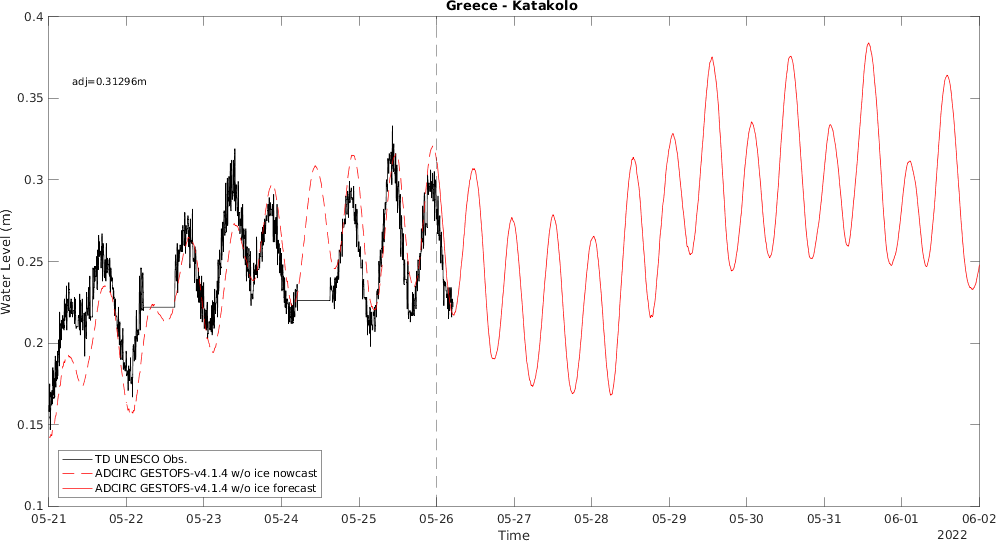 Greece - Katakolo
adj=0.31296m
Water Level (m)
0.4
0.35
0.3
0.25
0.2
0.15
0.1
TD UNESCO Obs.
ADCIRC GESTOFS-v4.1.4 w/o ice nowcast
ADCIRC GESTOFS-v4.1.4 w/o ice forecast
05-21 05-22 05-23 05-24 05-25 05-26 05-27 05-28 05-29 05-30 05-31 06-01 06-02
Time
2022